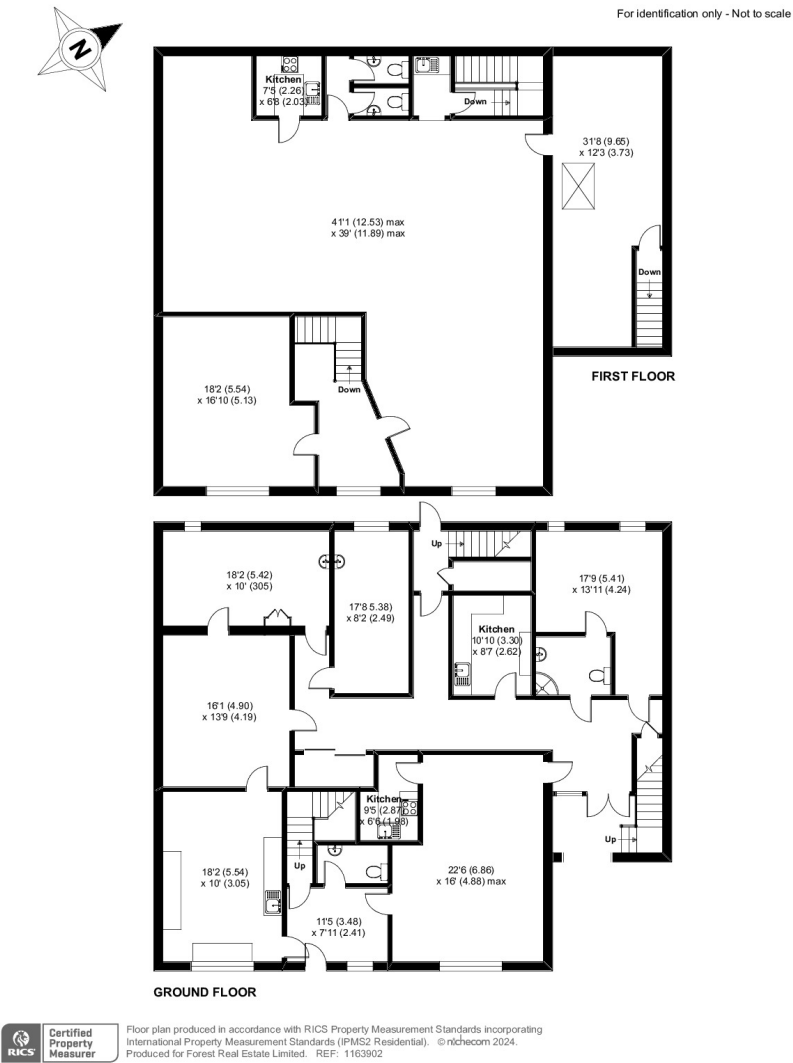 For identification only - Not to scale
N
Kitchen
7'5 (2.26)
x 6'8 (2.03)
Down
31'8 (9.65)
x 12'3 (3.73)
41'1 (12.53) max
x 39' (11.89) max
Down
18'2 (5.54)
x 16'10 (5.13)
Down
FIRST FLOOR
Up
18'2 (5.42)
x 10' (305)
17'8 5.38)
x 8'2 (2.49)
17'9 (5.41)
x 13'11 (4.24)
Kitchen
10'10 (3.30)
x 8'7 (2.62)
16'1 (4.90)
x 13'9 (4.19)
Kitchen
9'5 (2.87)
x 6'6 (1.98)
Up
18'2 (5.54)
x 10' (3.05)
Up
22'6 (6.86)
x 16' (4.88) max
11'5 (3.48)
x 7'11 (2.41)
GROUND FLOOR
RICS
Certified
Property
Measurer
Floor plan produced in accordance with RICS Property Measurement Standards incorporating
International Property Measurement Standards (IPMS2 Residential). © nichecom 2024.
Produced for Forest Real Estate Limited. REF: 1163902